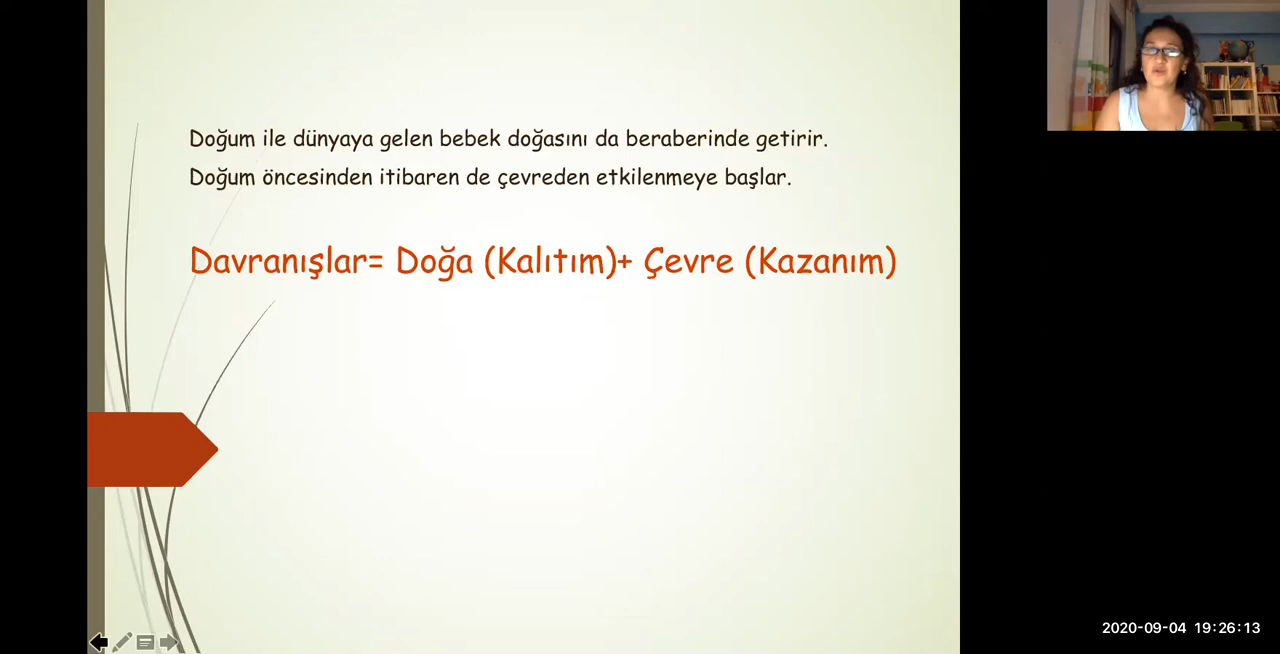 Doğum ile dünyaya gelen bebek doğasını da beraberinde getirir.
Doğum öncesinden itibaren de çevreden etkilenmeye başlar.
Davranışlar= Doğa (Kalıtım)+ Çevre (Kazanım)
2020-09-04 19:26:13